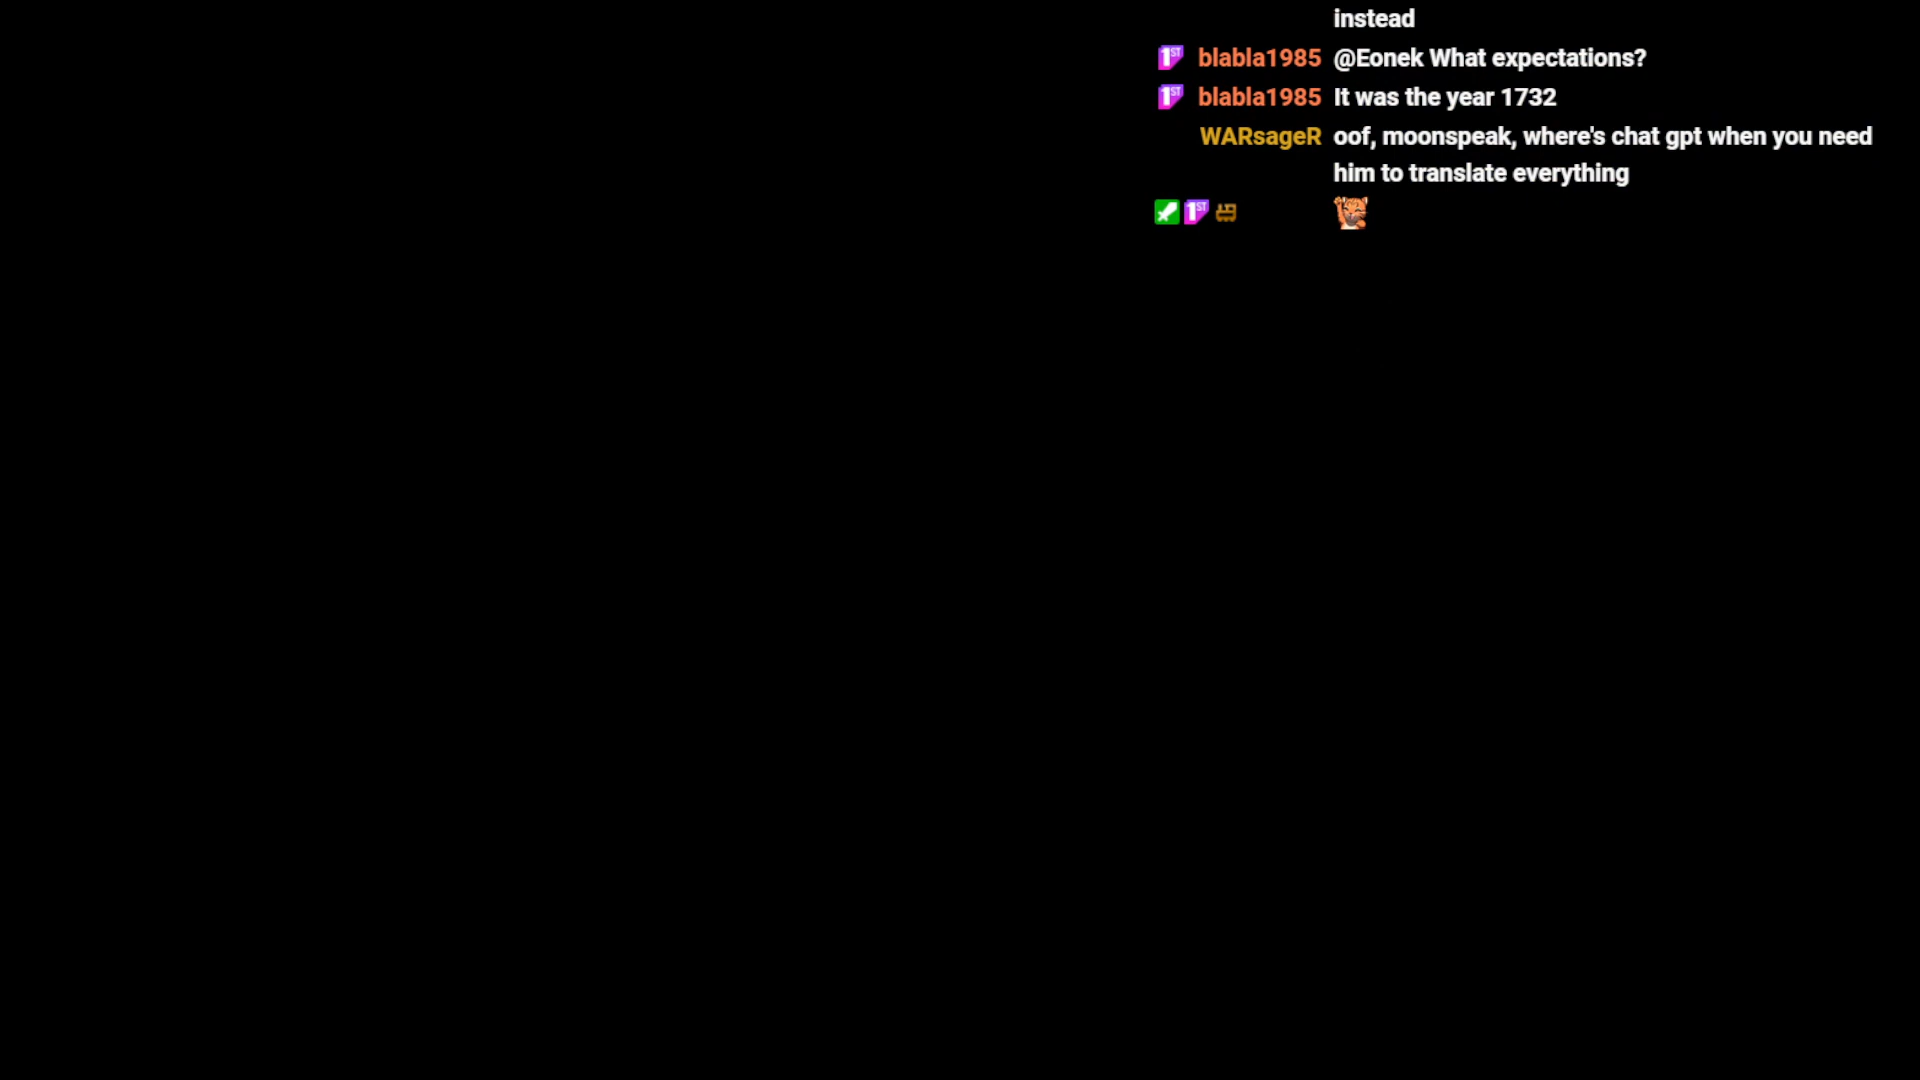 instead
blabla1985 @Eonek What expectations?
blabla1985 It was the year 1732
WARsageR oof, moonspeak, where's chat gpt when you need
him to translate everything